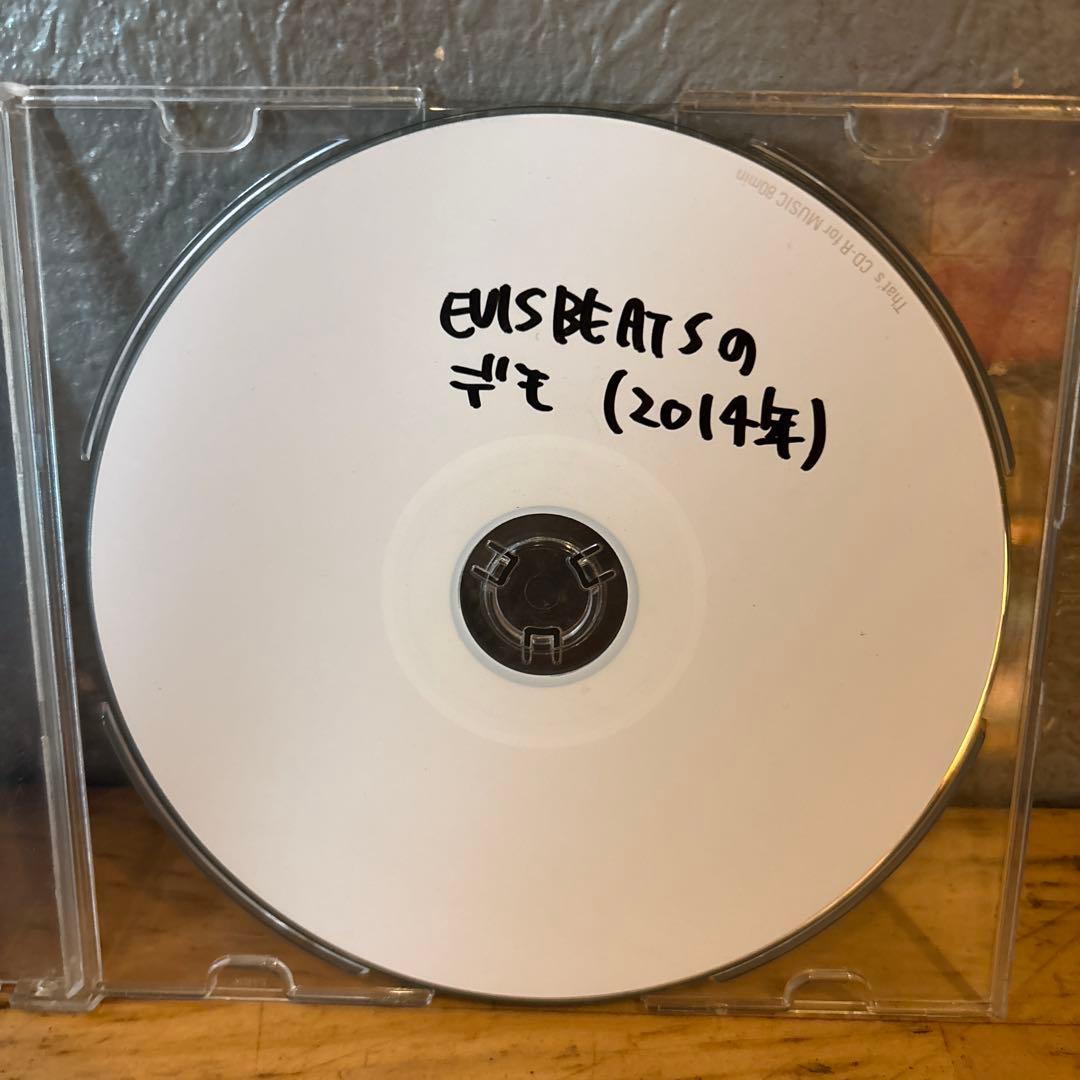 EVISBEATSの
デモ (2014年)
That's CD-R for MUSIC 80min